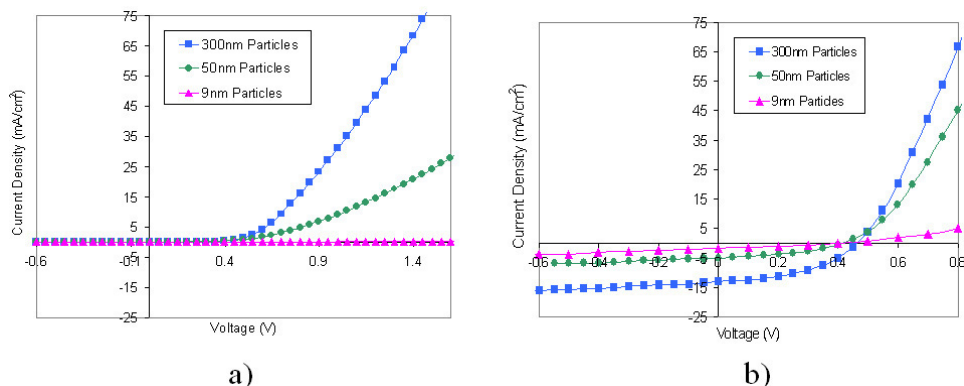 75
65
55
45
35
25
15
5
-5
-15
-25
Current Density (mA/cm²)
300nm Particles
50nm Particles
9nm Particles
-0.6 -0.1 0.4 0.9 1.4
Voltage (V)
a)
75
65
55
45
35
25
15
5
-5
-15
-25
Current Density (mA/cm²)
300nm Particles
50nm Particles
9nm Particles
-0.6 -0.4 -0.2 0 0.2 0.4 0.6 0.8
Voltage (V)
b)